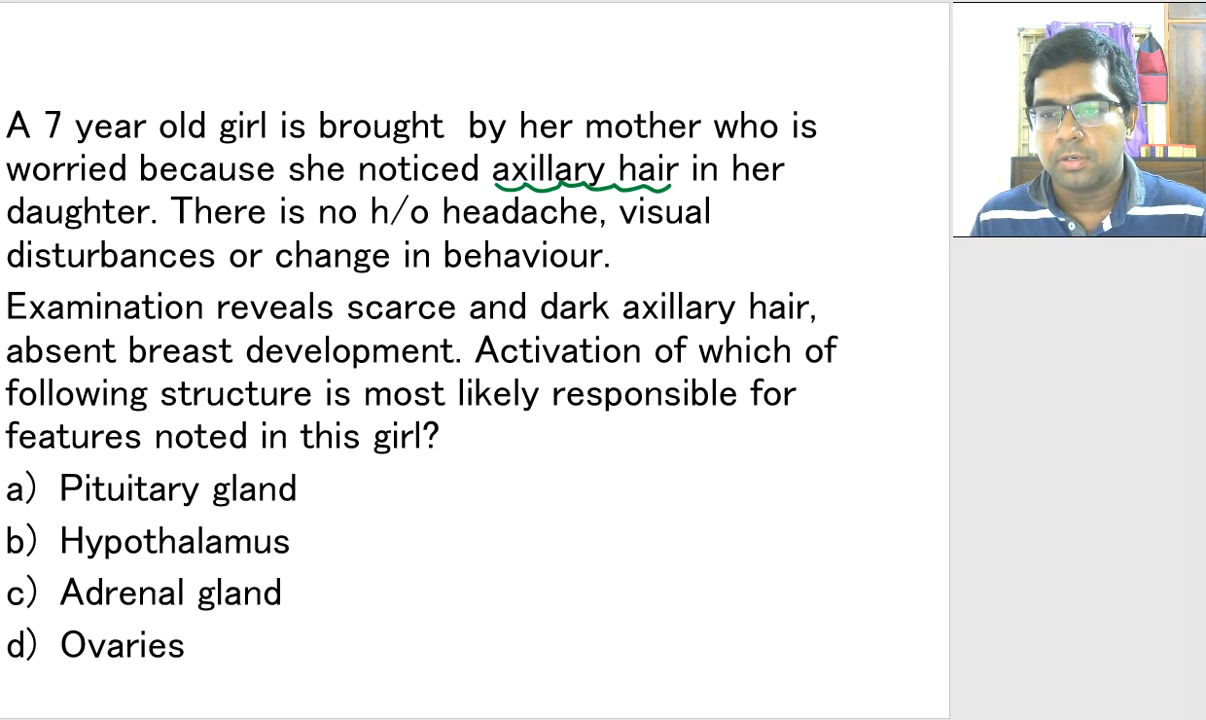 A 7 year old girl is brought by her mother who is
worried because she noticed axillary hair in her
daughter. There is no h/o headache, visual
disturbances or change in behaviour.
Examination reveals scarce and dark axillary hair,
absent breast development. Activation of which of
following structure is most likely responsible for
features noted in this girl?
a) Pituitary gland
b) Hypothalamus
c) Adrenal gland
d) Ovaries